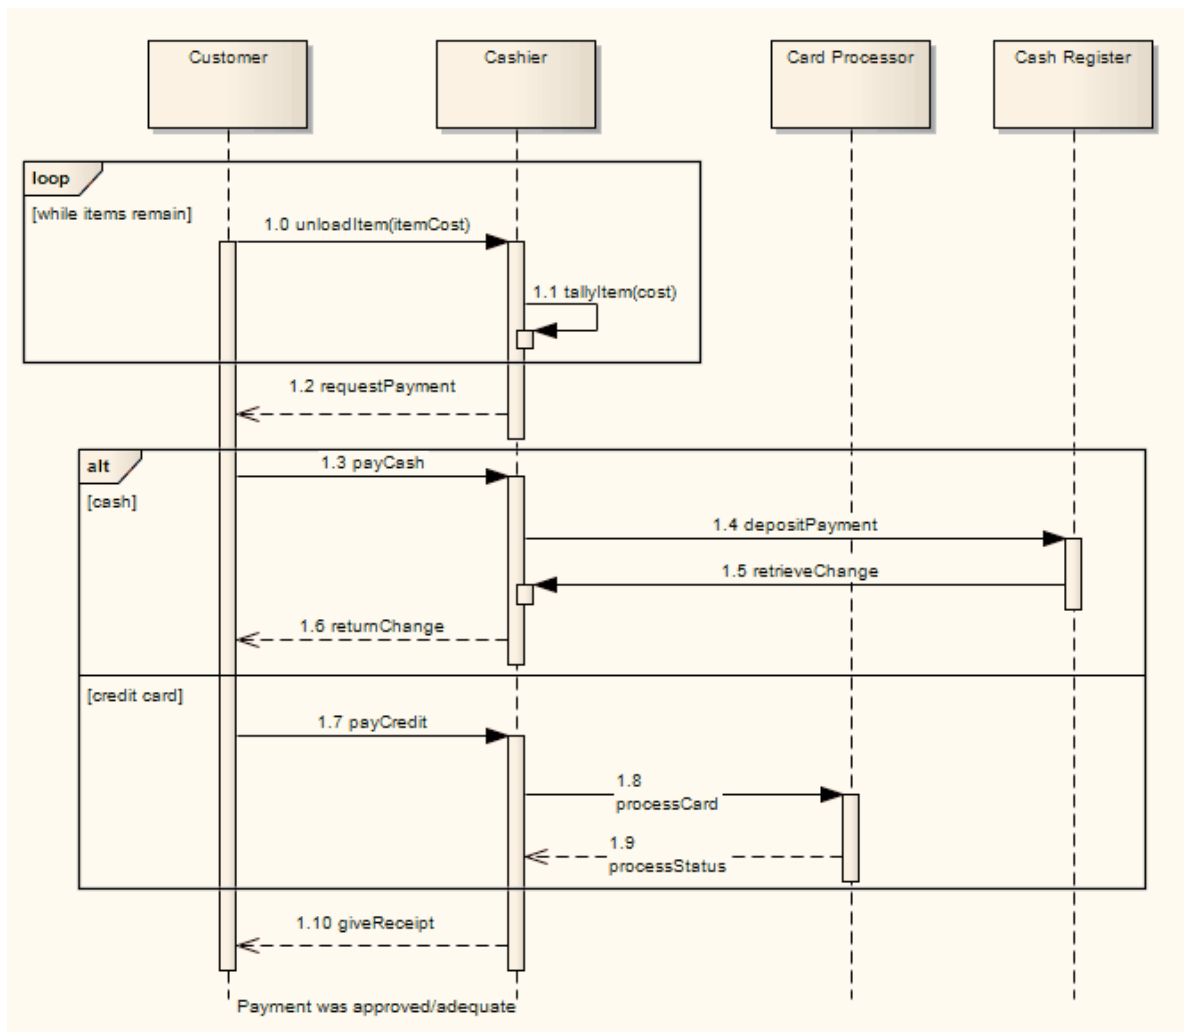 Customer
Cashier
Card Processor
Cash Register
loop
[while items remain]
1.0 unloadItem(itemCost)
1.1 tallyItem(cost)
1.2 requestPayment
alt
1.3 payCash
[cash]
1.4 depositPayment
1.5 retrieveChange
1.6 returnChange
[credit card]
1.7 payCredit
1.8
processCard
1.9
processStatus
1.10 giveReceipt
Payment was approved/adequate